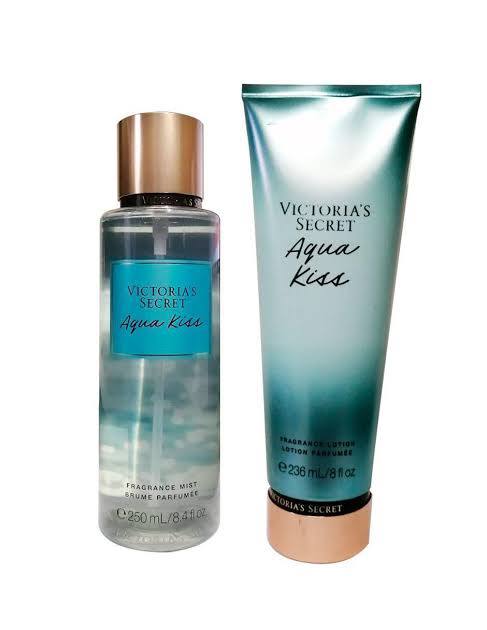 VICTORIA'S SECRET
VICTORIA'S
SECRET
Aqua Kiss
FRAGRANCE MIST
BRUME PARFUMÉE
℮250 mL/8.4 fl oz
VICTORIA'S
SECRET
Aqua
Kiss
FRAGRANCE LOTION
LOTION PARFUMÉE
℮236 mL/8 fl oz
VICTORIA'S SECRET